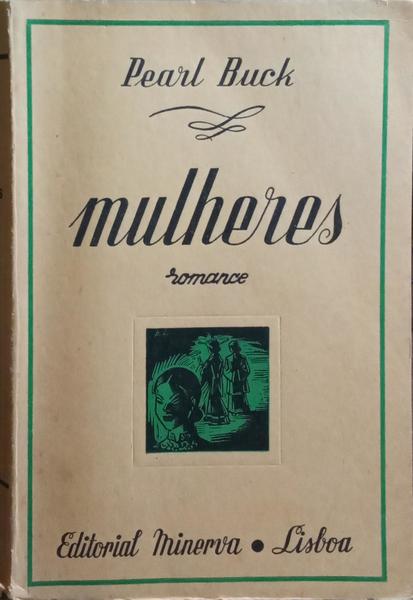 Pearl Buck
mulheres
romance
Editorial Minerva • Lisboa